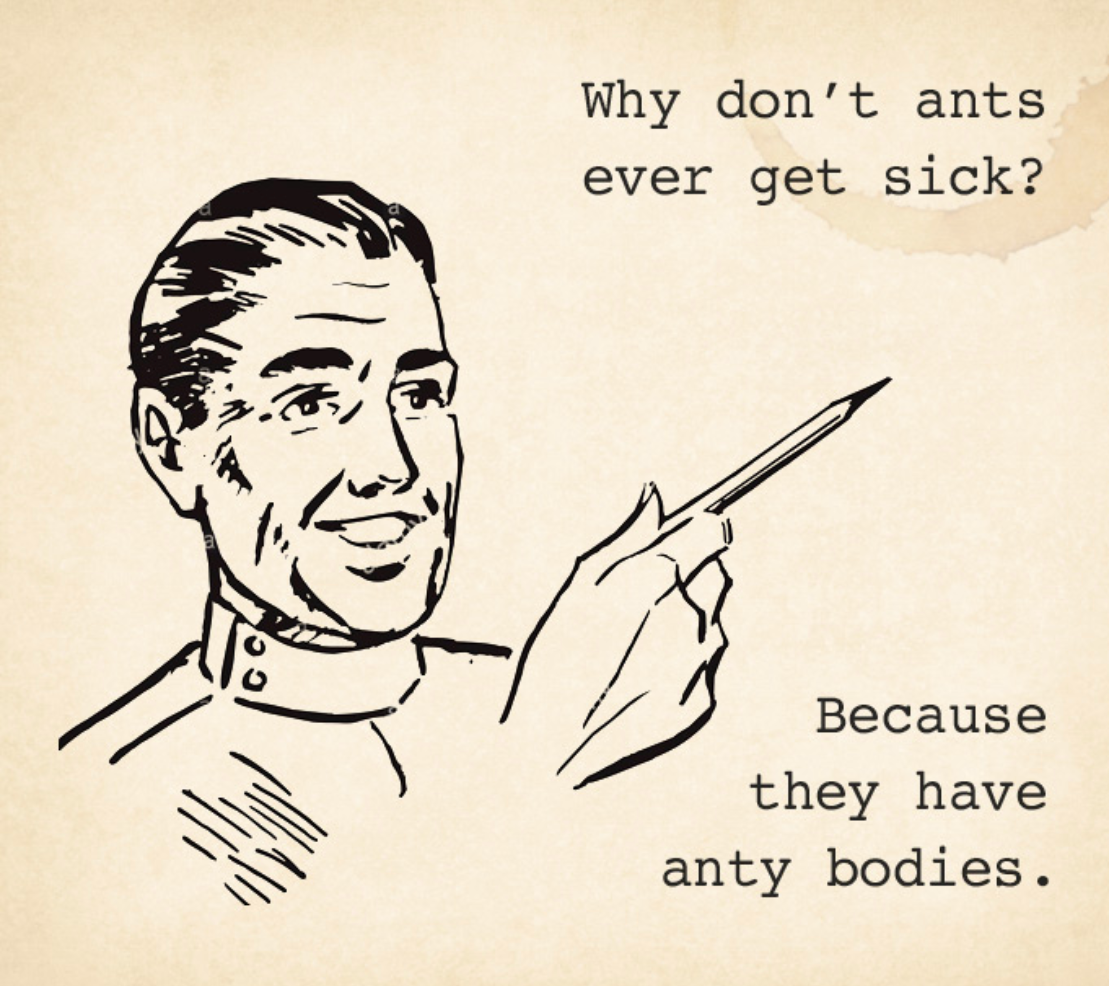 Why don't ants
ever get sick?
Because
they have
anty bodies.